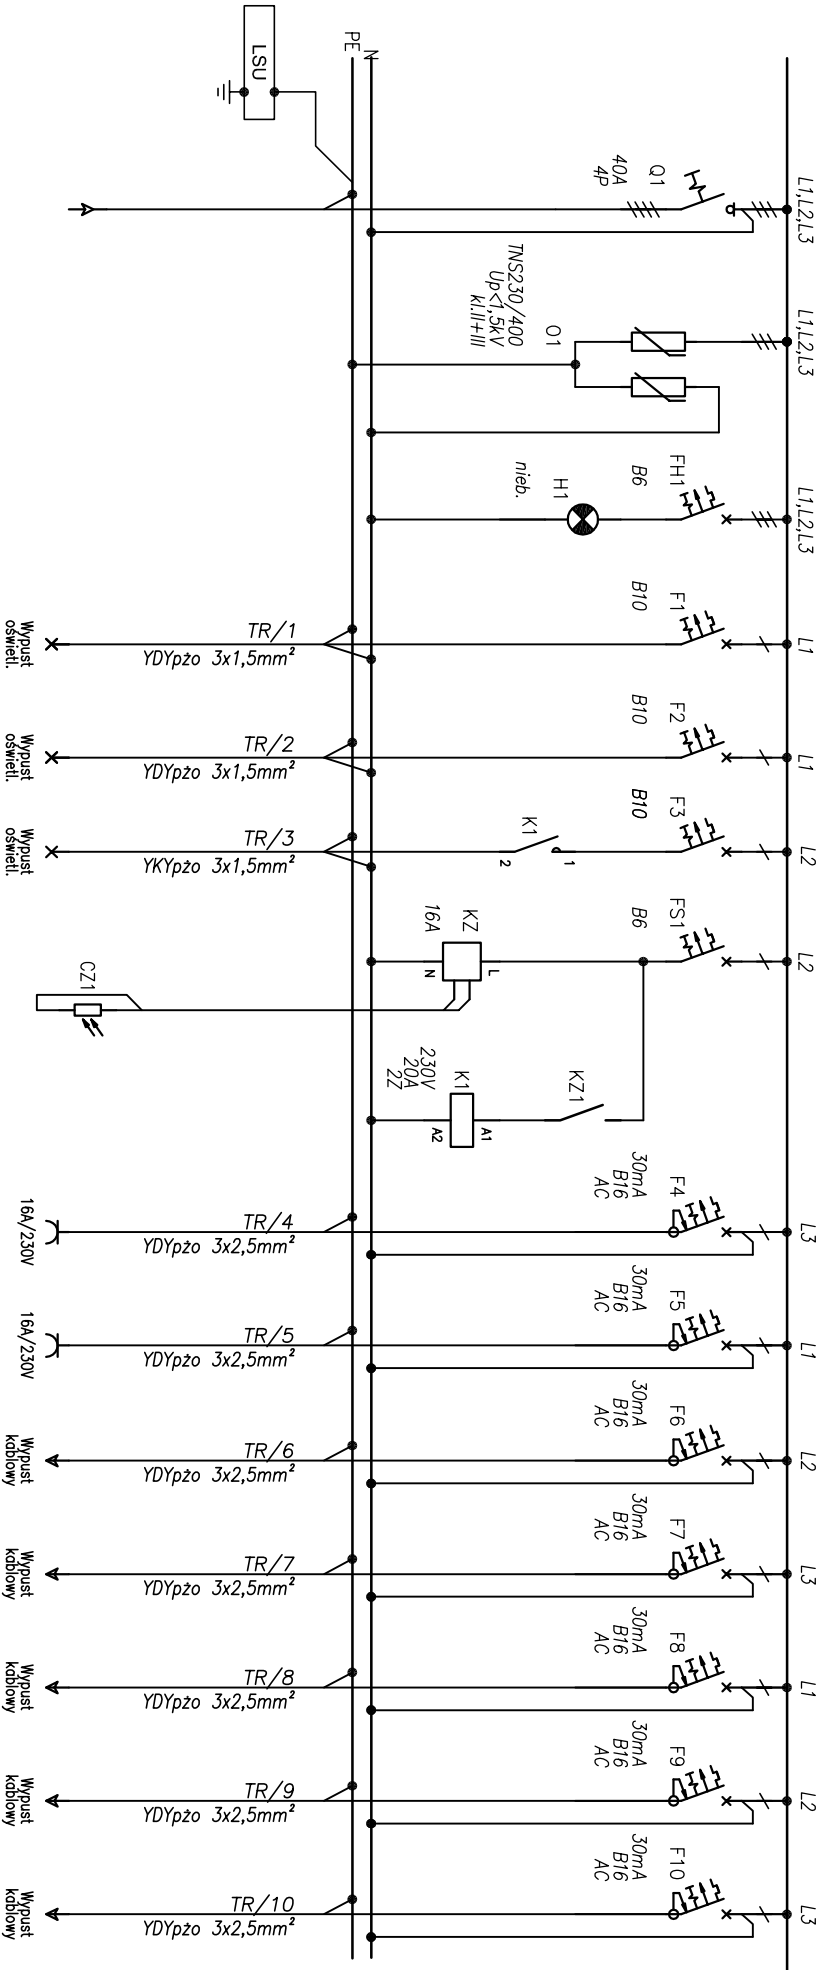 L1,L2,L3
Q1
40A
4P
N
PE
LSU
L1,L2,L3
O1
TNS230/400
Up<1,5kV
kl.II+III
L1,L2,L3
FH1
B6
H1
nieb.
L1
F1
B10
TR/1
YDYpżo 3x1,5mm²
Wypust
oświetl.
L1
F2
B10
TR/2
YDYpżo 3x1,5mm²
Wypust
oświetl.
L2
F3
B10
K1
1
2
TR/3
YKYpżo 3x1,5mm²
Wypust
oświetl.
L2
FS1
B6
KZ
16A
L
N
CZ1
KZ1
K1
230V
20A
2Z
A1
A2
L3
F4
30mA
B16
AC
TR/4
YDYpżo 3x2,5mm²
16A/230V
L1
F5
30mA
B16
AC
TR/5
YDYpżo 3x2,5mm²
16A/230V
L2
F6
30mA
B16
AC
TR/6
YDYpżo 3x2,5mm²
Wypust
kablowy
L3
F7
30mA
B16
AC
TR/7
YDYpżo 3x2,5mm²
Wypust
kablowy
L1
F8
30mA
B16
AC
TR/8
YDYpżo 3x2,5mm²
Wypust
kablowy
L2
F9
30mA
B16
AC
TR/9
YDYpżo 3x2,5mm²
Wypust
kablowy
L3
F10
30mA
B16
AC
TR/10
YDYpżo 3x2,5mm²
Wypust
kablowy